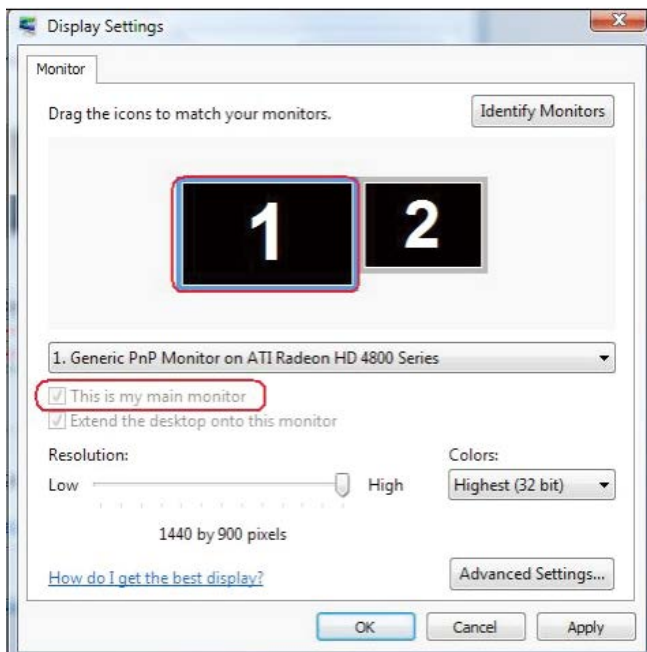 Display Settings
Monitor
Drag the icons to match your monitors.
Identify Monitors
1
2
1. Generic PnP Monitor on ATI Radeon HD 4800 Series
This is my main monitor
Extend the desktop onto this monitor
Resolution:
Colors:
Low
High
Highest (32 bit)
1440 by 900 pixels
How do I get the best display?
Advanced Settings...
OK
Cancel
Apply